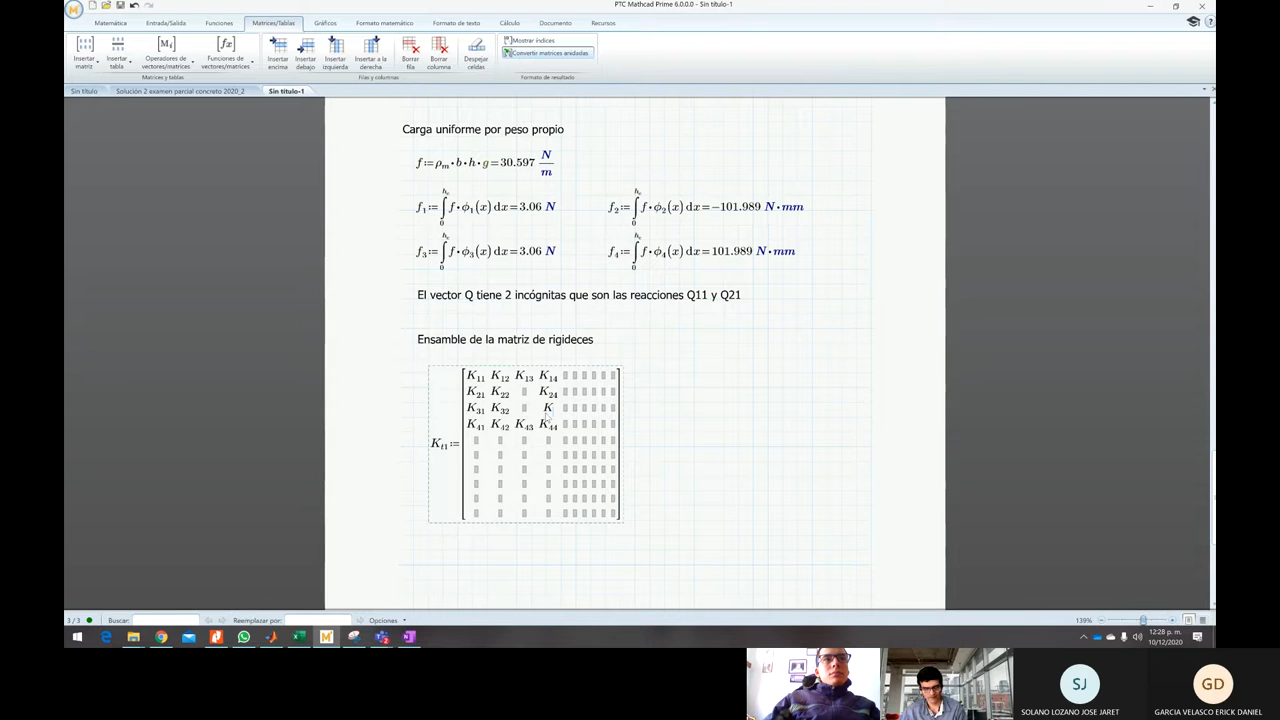 PTC Mathcad Prime 6.0.0.0 - Sin título-1
Matemática Entrada/Salida Funciones Matrices/Tablas Gráficos Formato matemático Formato de texto Cálculo Documento Recursos
Insertar matriz Insertar tabla Operadores de vectores/matrices Funciones de vectores/matrices Insertar encima Insertar debajo Insertar izquierda Insertar a la derecha Borrar fila Borrar columna Despejar celdas Mostrar índices
Convertir matrices anidadas
Matrices y tablas Filas y columnas Formato de resultado
Sin título Solución 2 examen parcial concreto 2020_2 Sin título-1
Carga uniforme por peso propio
f:=ρm•b•h•g=30.597 N/m
f1:=∫0^he f•ϕ1(x) dx=3.06 N f2:=∫0^he f•ϕ2(x) dx=−101.989 N•mm
f3:=∫0^he f•ϕ3(x) dx=3.06 N f4:=∫0^he f•ϕ4(x) dx=101.989 N•mm
El vector Q tiene 2 incógnitas que son las reacciones Q11 y Q21
Ensamble de la matriz de rigideces
K11 K12 K13 K14
K21 K22 K24
K31 K32 K
K41 K42 K43 K44
Kt1:=
3 / 3 Buscar: Reemplazar por: Opciones 139%
12:28 p. m.
10/12/2020
SJ GD
SOLANO LOZANO JOSE JARET GARCIA VELASCO ERICK DANIEL